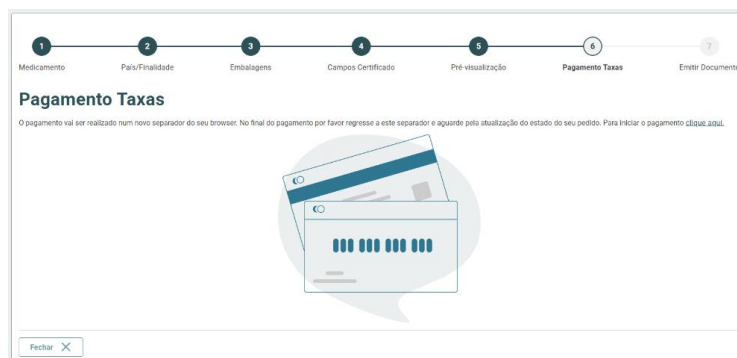 1 2 3 4 5 6 7
Medicamento País/Finalidade Embalagens Campos Certificado Pré-visualização Pagamento Taxas Emitir Documento
Pagamento Taxas
O pagamento vai ser realizado num novo separador do seu browser. No final do pagamento por favor regresse a este separador e aguarde pela atualização do estado do seu pedido. Para iniciar o pagamento clique aqui.
Fechar